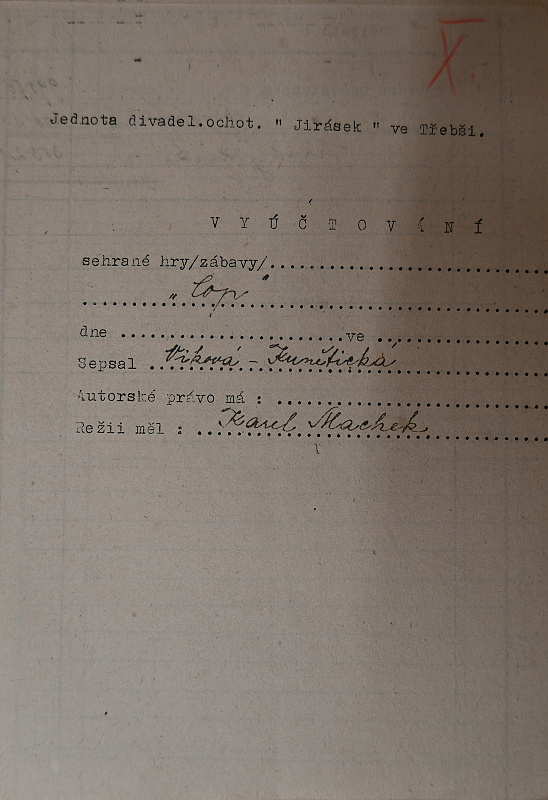 X.
Jednota divadel.ochot. " Jirásek " ve Třebši.
V Y Ú Č T O V Á N Í
sehrané hry/zábavy/..............................
„ Cop "
dne ........................ve ....................
Sepsal Viková - Kunětická
Autorské právo má : ..............................
Režii měl : Karel Machek